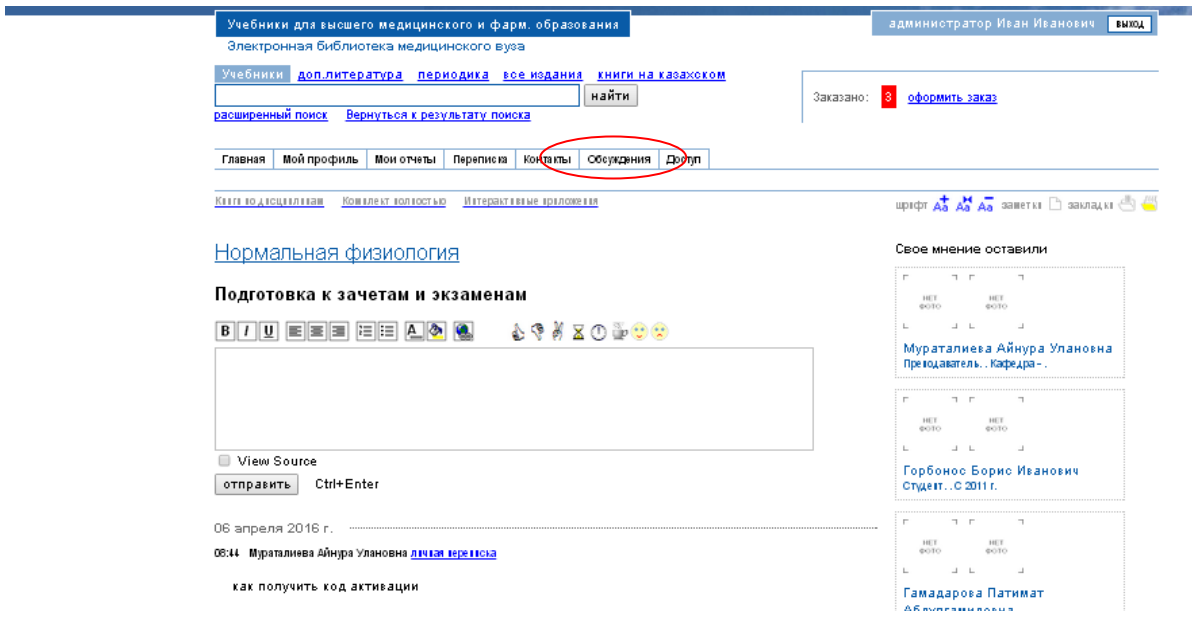 Учебники для высшего медицинского и фарм. образования
администратор Иван Иванович выход
Электронная библиотека медицинского вуза
Учебники доп.литература периодика все издания книги на казахском
найти
Заказано: 3 оформить заказ
расширенный поиск Вернуться к результату поиска
Главная Мой профиль Мои отчеты Переписка Контакты Обсуждения Доступ
Книги по дисциплинам Комплект полностью Интерактивные приложения
шрифт Aa Aa Aa заметки закладки
Нормальная физиология
Свое мнение оставили
Подготовка к зачетам и экзаменам
B I U A
НЕТ ФОТО НЕТ ФОТО
Мураталиева Айнура Улановна
Преподаватель. . Кафедра - .
НЕТ ФОТО НЕТ ФОТО
View Source
Горбонос Борис Иванович
Студент. . С 2011 г.
отправить Ctrl+Enter
06 апреля 2016 г.
НЕТ ФОТО НЕТ ФОТО
08:44 Мураталиева Айнура Улановна личная переписка
как получить код активации
Гамадарова Патимат